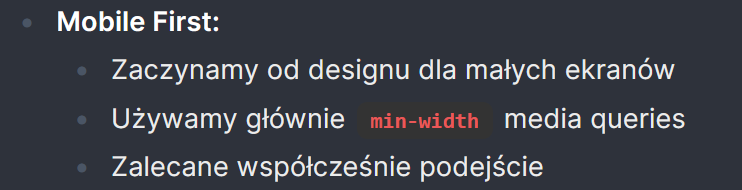 Mobile First:
Zaczynamy od designu dla małych ekranów
Używamy głównie min-width media queries
Zalecane współcześnie podejście